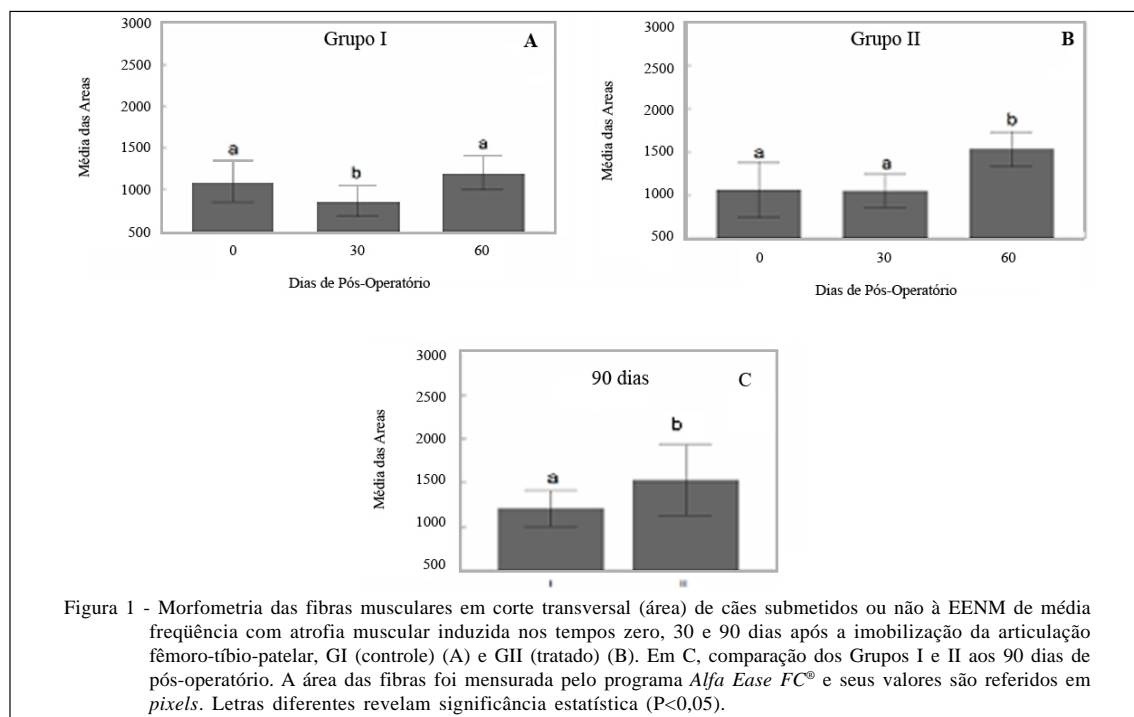 Grupo I
A
Média das Areas
3000
2500
2000
1500
1000
500
a
b
a
0
30
60
Dias de Pós-Operatório
Grupo II
B
Média das Areas
3000
2500
2000
1500
1000
500
a
a
b
0
30
60
Dias de Pós-Operatório
90 dias
C
Média das Areas
3000
2500
2000
1500
1000
500
a
b
I
II
Figura 1 - Morfometria das fibras musculares em corte transversal (área) de cães submetidos ou não à EENM de média
freqüência com atrofia muscular induzida nos tempos zero, 30 e 90 dias após a imobilização da articulação
fêmoro-tíbio-patelar, GI (controle) (A) e GII (tratado) (B). Em C, comparação dos Grupos I e II aos 90 dias de
pós-operatório. A área das fibras foi mensurada pelo programa Alfa Ease FC® e seus valores são referidos em
pixels. Letras diferentes revelam significância estatística (P<0,05).